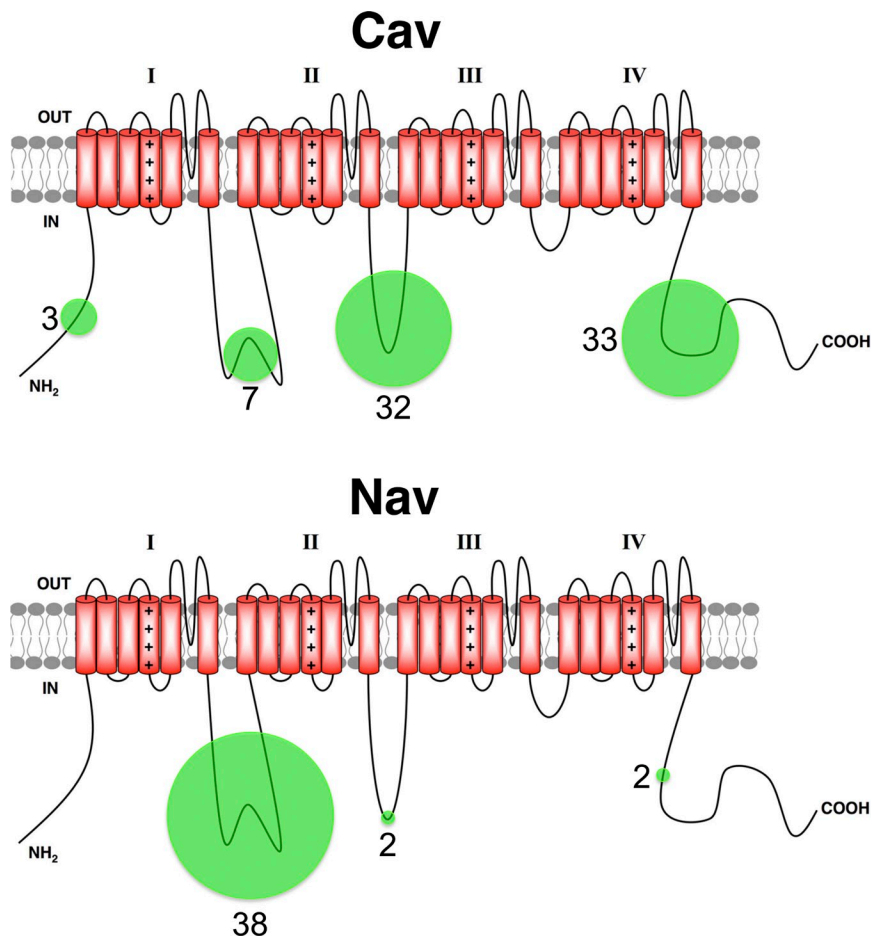 Cav
I II III IV
OUT
+ + + +
+ + + +
+ + + +
+ + + +
IN
3
33
COOH
NH₂
7
32
Nav
I II III IV
OUT
+ + + +
+ + + +
+ + + +
+ + + +
IN
2
COOH
2
NH₂
38